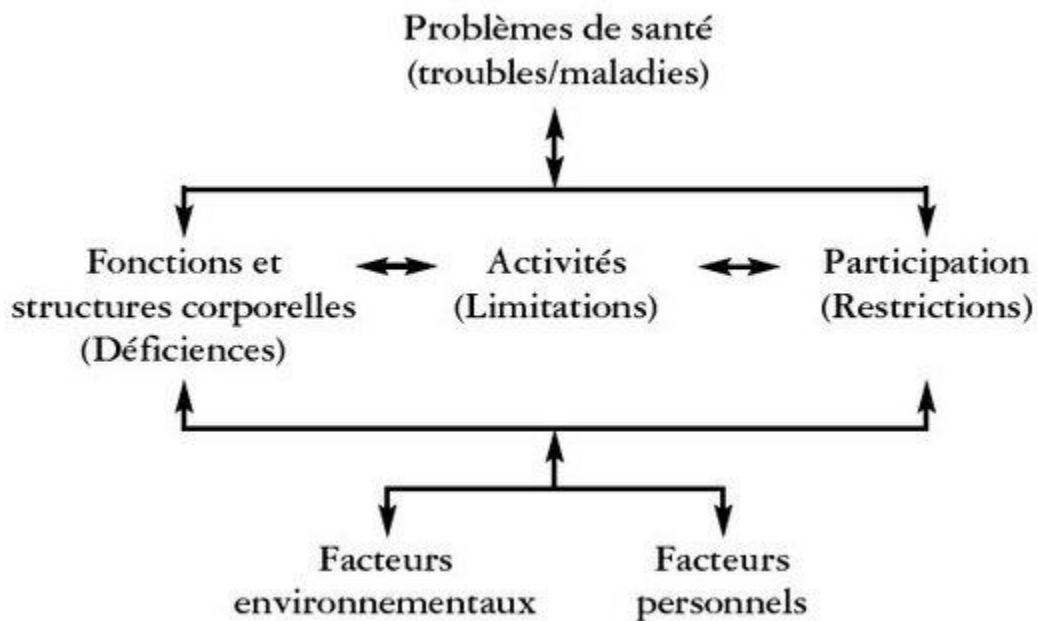 Problèmes de santé
(troubles/maladies)
Fonctions et
structures corporelles
(Déficiences)
Activités
(Limitations)
Participation
(Restrictions)
Facteurs
environnementaux
Facteurs
personnels